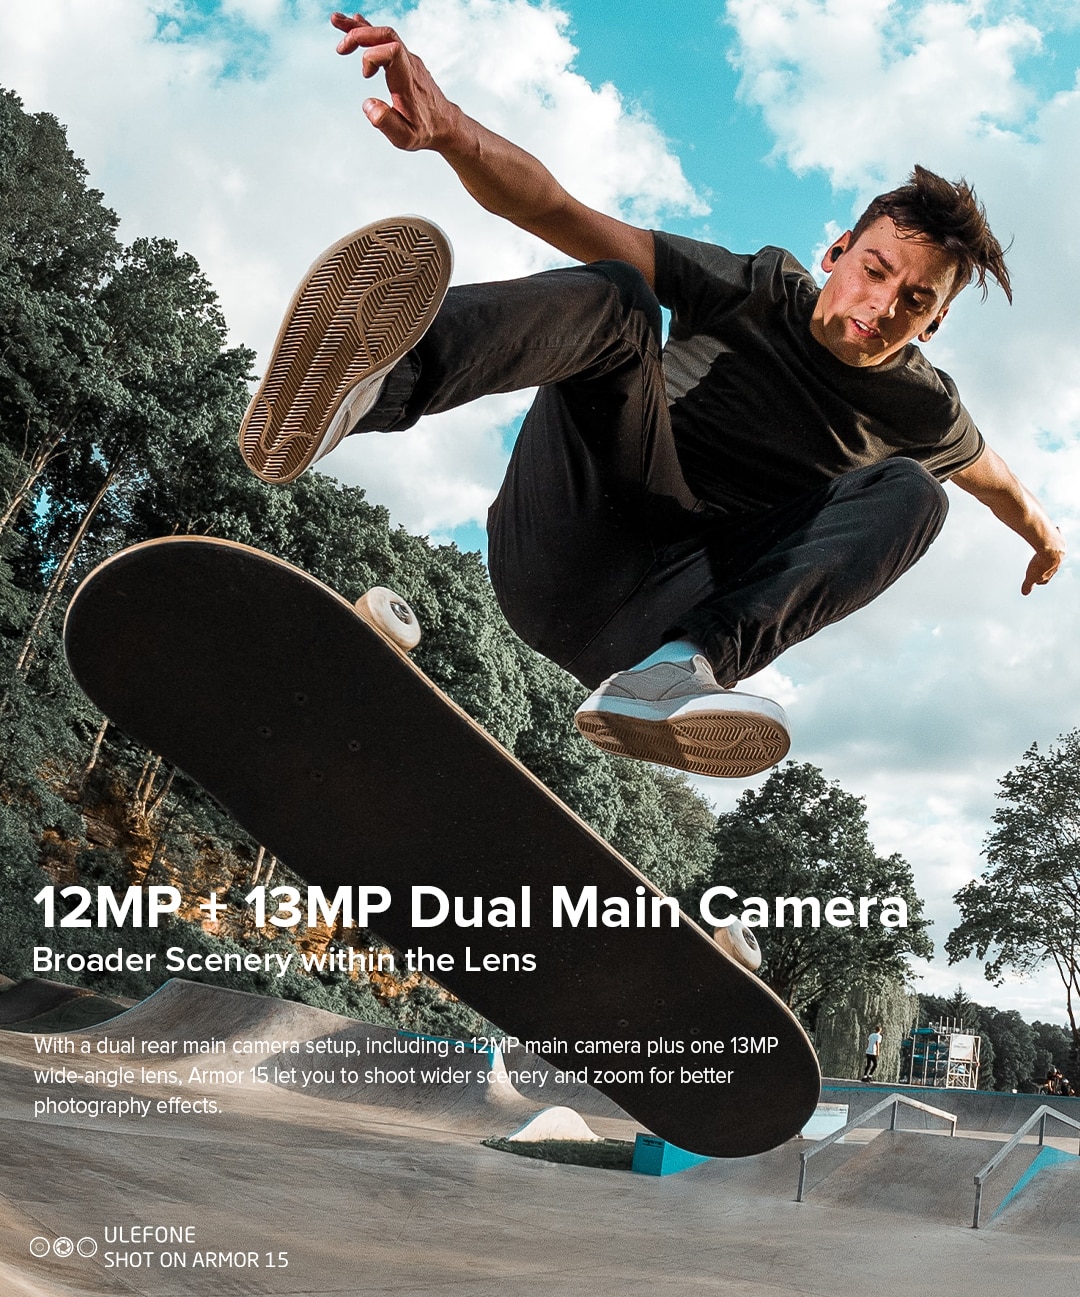 12MP + 13MP Dual Main Camera
Broader Scenery within the Lens
With a dual rear main camera setup, including a 12MP main camera plus one 13MP
wide-angle lens, Armor 15 let you to shoot wider scenery and zoom for better
photography effects.
ULEFONE
SHOT ON ARMOR 15